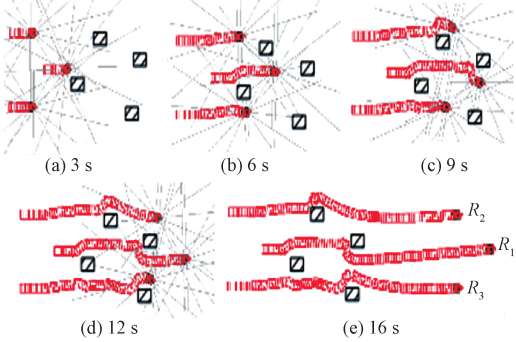 (a) 3 s
(b) 6 s
(c) 9 s
R₂
R₁
R₃
(d) 12 s
(e) 16 s